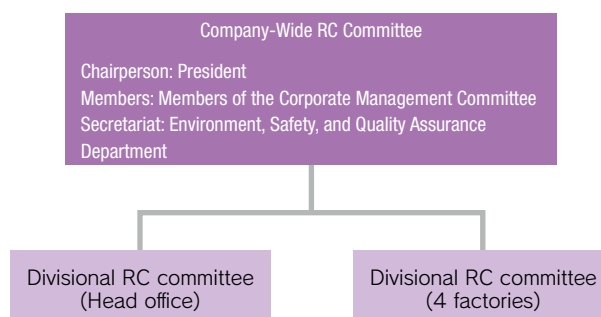 Company-Wide RC Committee
Chairperson: President
Members: Members of the Corporate Management Committee
Secretariat: Environment, Safety, and Quality Assurance
Department
Divisional RC committee
(Head office)
Divisional RC committee
(4 factories)